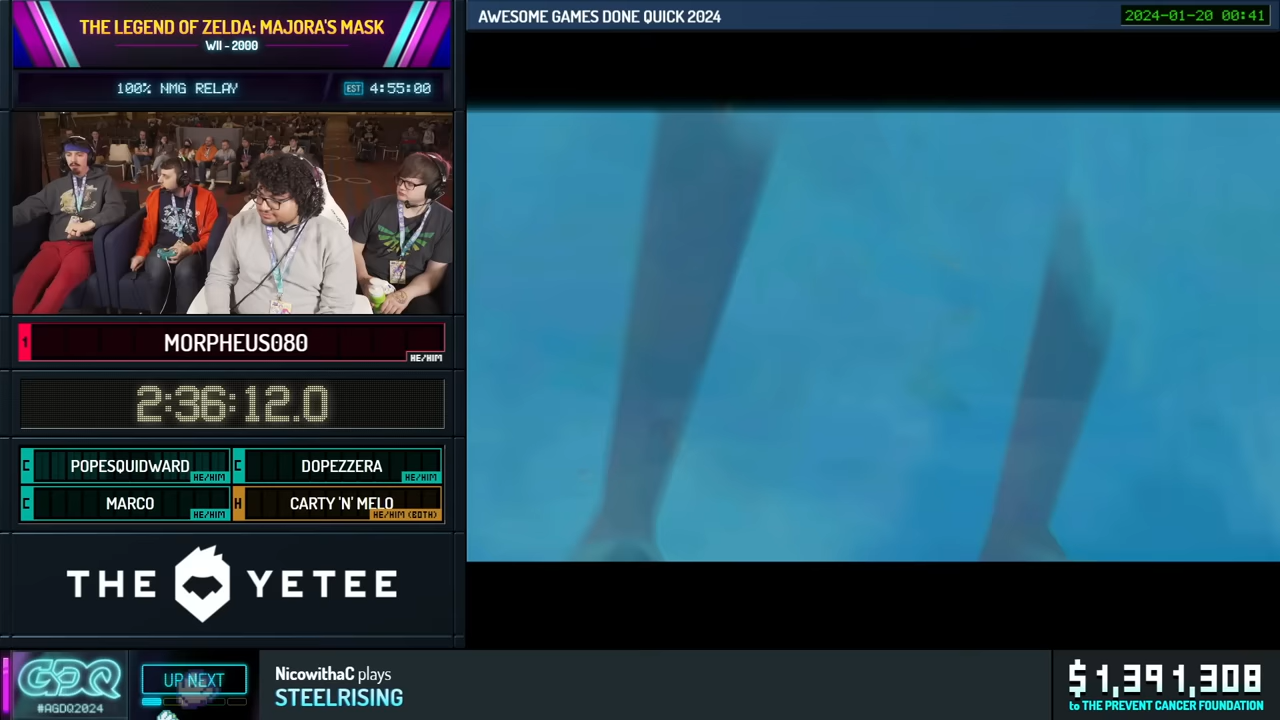 THE LEGEND OF ZELDA: MAJORA'S MASK
WII - 2000
100% NMG RELAY
EST 4:55:00
AWESOME GAMES DONE QUICK 2024
2024-01-20 00:41
1 MORPHEUS080
HE/HIM
2:36:12.0
C POPESQUIDWARD HE/HIM
C DOPEZZERA HE/HIM
C MARCO HE/HIM
H CARTY 'N' MELO HE/HIM (BOTH)
THE YETEE
GDQ
#AGDQ2024
UP NEXT
NicowithaC plays
STEELRISING
$1,391,308
to THE PREVENT CANCER FOUNDATION